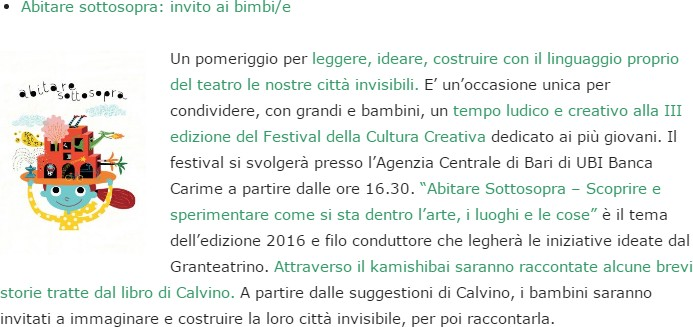 Abitare sottosopra: invito ai bimbi/e
abitare
sottosopra
Un pomeriggio per leggere, ideare, costruire con il linguaggio proprio
del teatro le nostre città invisibili. E’ un’occasione unica per
condividere, con grandi e bambini, un tempo ludico e creativo alla III
edizione del Festival della Cultura Creativa dedicato ai più giovani. Il
festival si svolgerà presso l’Agenzia Centrale di Bari di UBI Banca
Carime a partire dalle ore 16.30. “Abitare Sottosopra – Scoprire e
sperimentare come si sta dentro l’arte, i luoghi e le cose” è il tema
dell’edizione 2016 e filo conduttore che legherà le iniziative ideate dal
Granteatrino. Attraverso il kamishibai saranno raccontate alcune brevi
storie tratte dal libro di Calvino. A partire dalle suggestioni di Calvino, i bambini saranno
invitati a immaginare e costruire la loro città invisibile, per poi raccontarla.